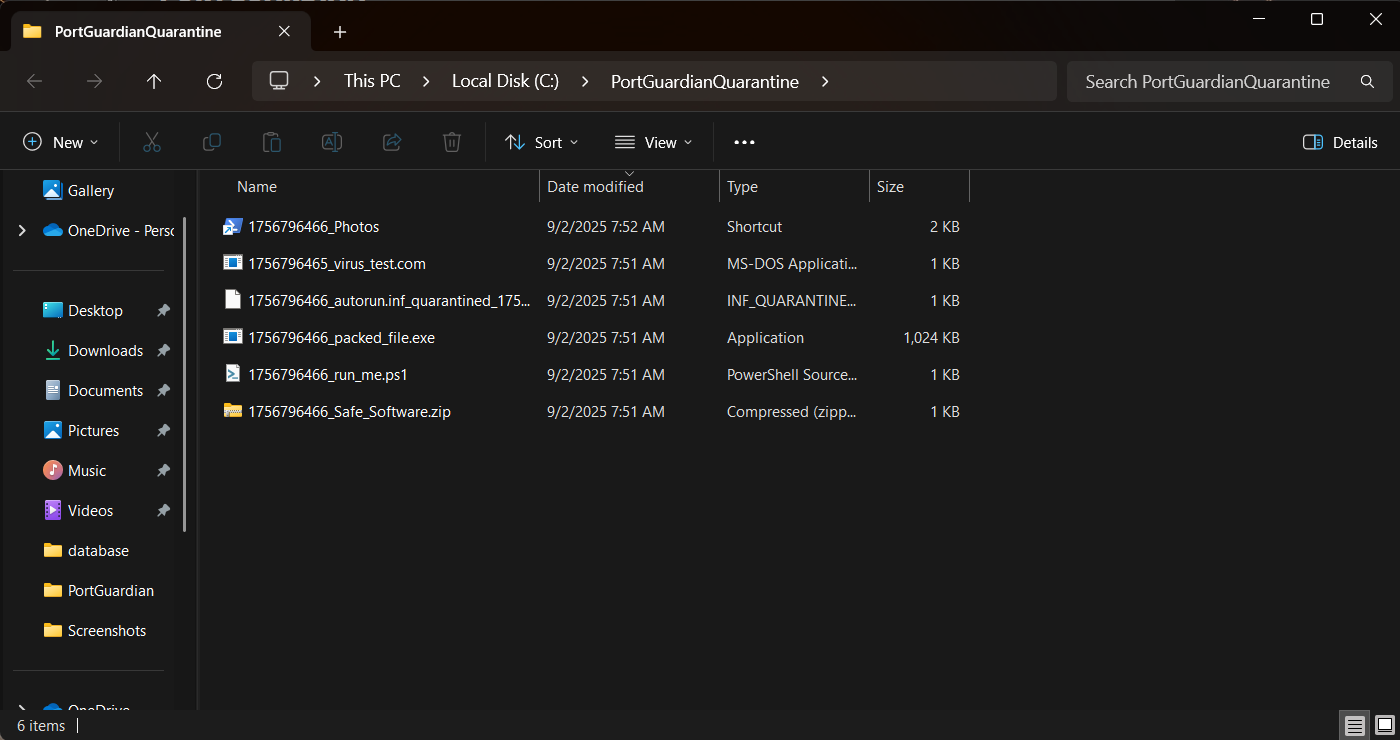 PortGuardianQuarantine
This PC Local Disk (C:) PortGuardianQuarantine Search PortGuardianQuarantine
New Sort View Details
Gallery
OneDrive - Perso
Desktop
Downloads
Documents
Pictures
Music
Videos
database
PortGuardian
Screenshots
OneDrive
Name Date modified Type Size
1756796466_Photos 9/2/2025 7:52 AM Shortcut 2 KB
1756796465_virus_test.com 9/2/2025 7:51 AM MS-DOS Applicati... 1 KB
1756796466_autorun.inf_quarantined_175... 9/2/2025 7:51 AM INF_QUARANTINE... 1 KB
1756796466_packed_file.exe 9/2/2025 7:51 AM Application 1,024 KB
1756796466_run_me.ps1 9/2/2025 7:51 AM PowerShell Source... 1 KB
1756796466_Safe_Software.zip 9/2/2025 7:51 AM Compressed (zipp... 1 KB
6 items